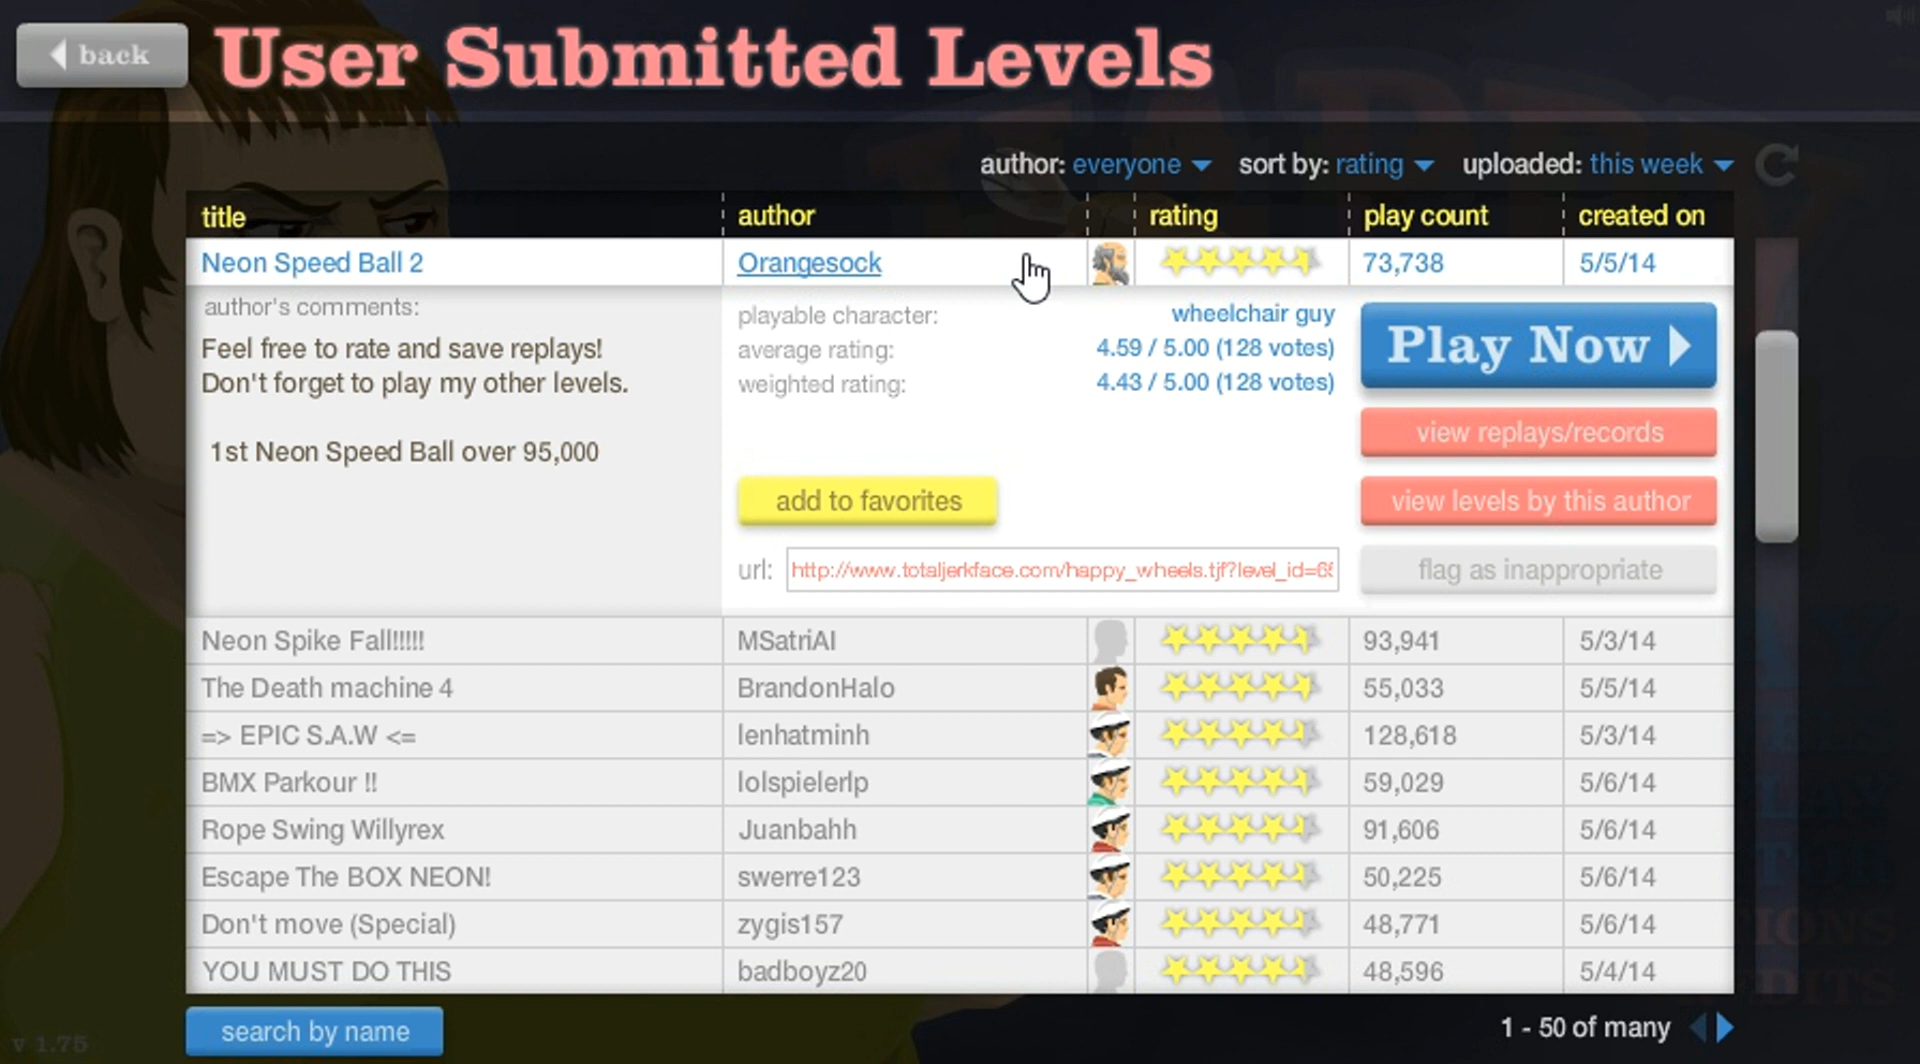 back
User Submitted Levels
author: everyone sort by: rating uploaded: this week
title author rating play count created on
Neon Speed Ball 2 Orangesock 73,738 5/5/14
author's comments:
Feel free to rate and save replays!
Don't forget to play my other levels.
1st Neon Speed Ball over 95,000
playable character: wheelchair guy
average rating: 4.59 / 5.00 (128 votes)
weighted rating: 4.43 / 5.00 (128 votes)
add to favorites
url: http://www.totaljerkface.com/happy_wheels.tjf?level_id=6
Play Now
view replays/records
view levels by this author
flag as inappropriate
Neon Spike Fall!!!!! MSatriAl 93,941 5/3/14
The Death machine 4 BrandonHalo 55,033 5/5/14
=> EPIC S.A.W <= lenhatminh 128,618 5/3/14
BMX Parkour !! lolspielerlp 59,029 5/6/14
Rope Swing Willyrex Juanbahh 91,606 5/6/14
Escape The BOX NEON! swerre123 50,225 5/6/14
Don't move (Special) zygis157 48,771 5/6/14
YOU MUST DO THIS badboyz20 48,596 5/4/14
search by name
1 - 50 of many
v 1.75